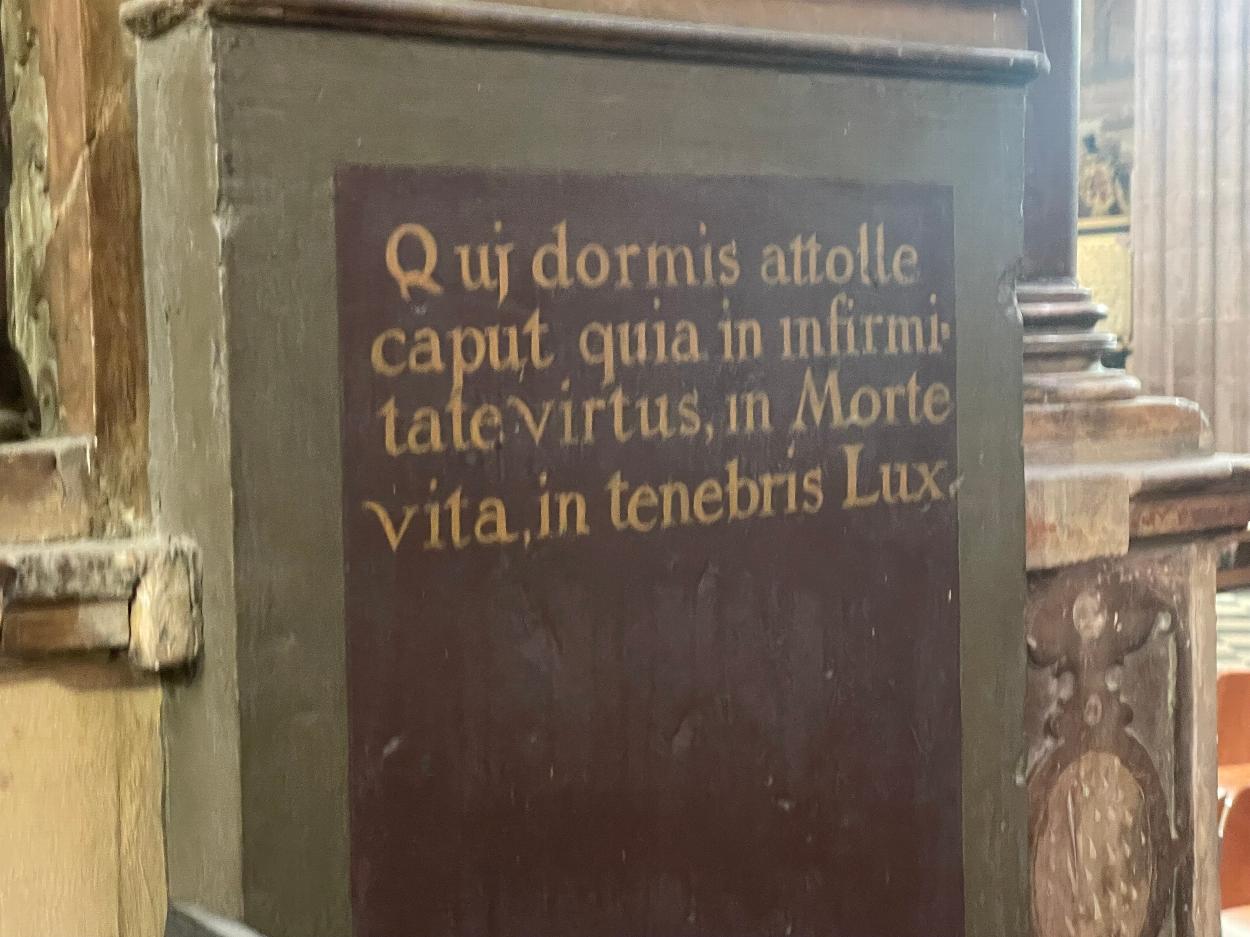 Quj dormis attolle
caput quia in infirmi-
tate virtus, in Morte
vita, in tenebris Lux.